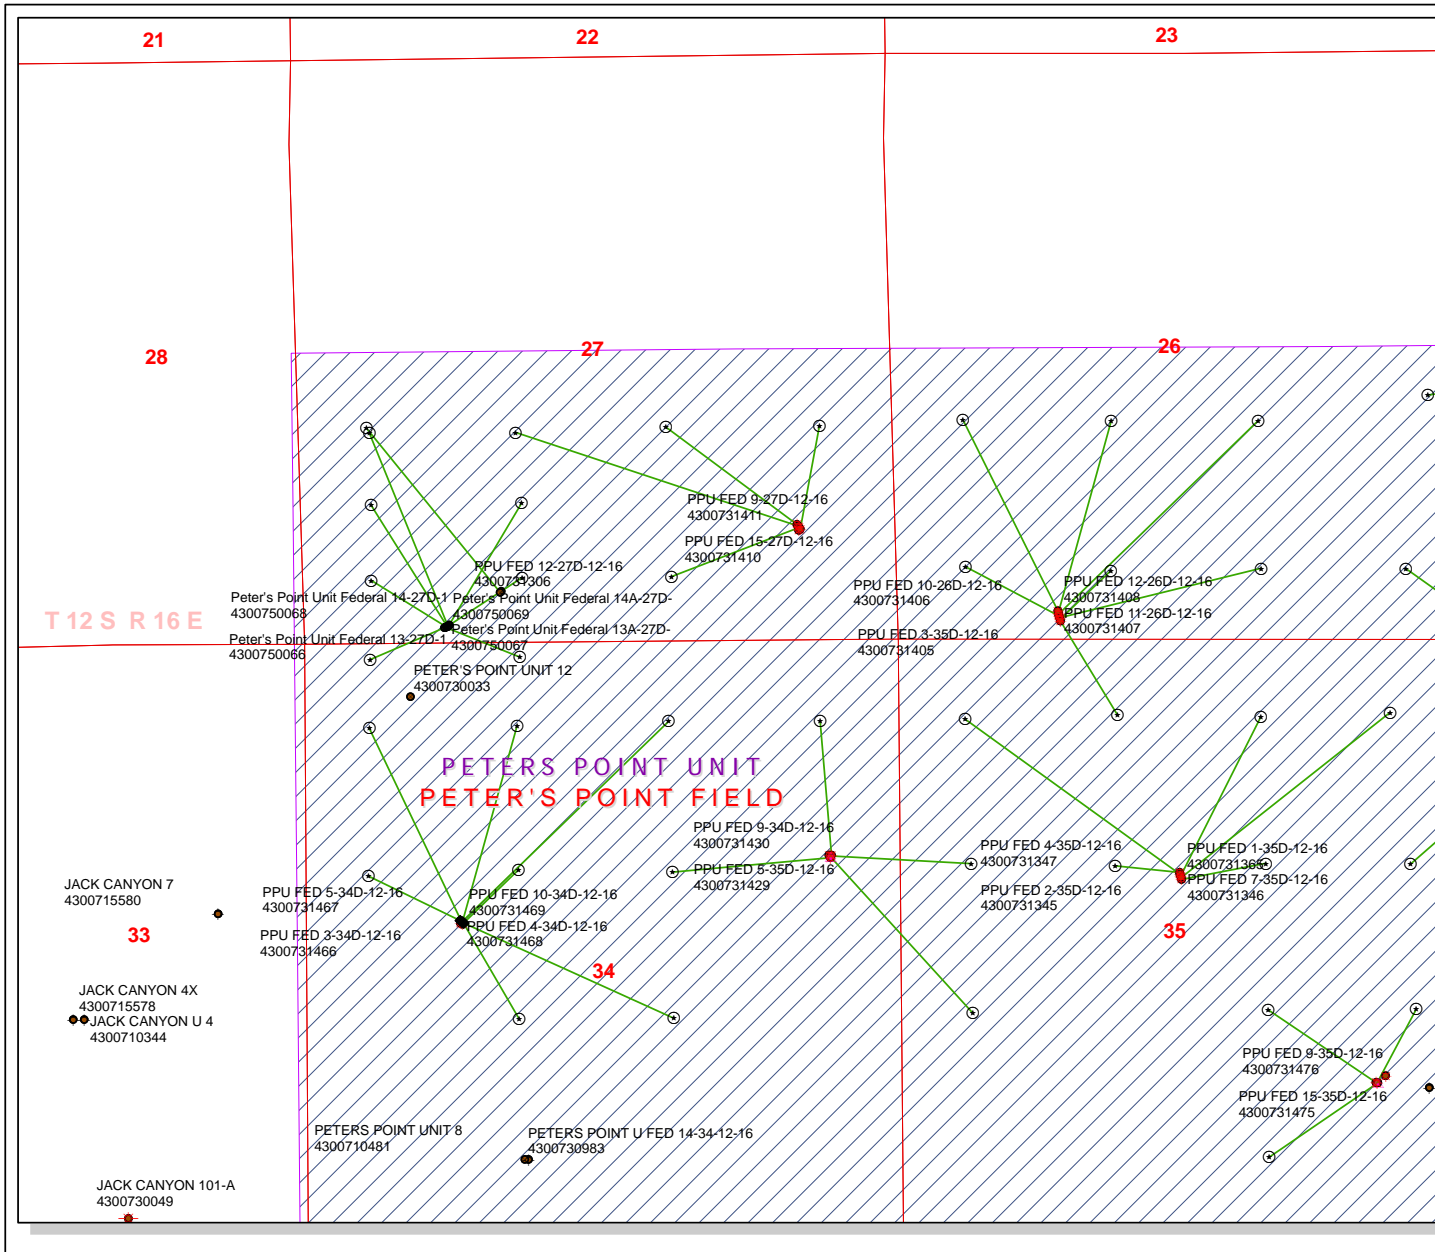 21
22
23
28
27
26
PPU FED 9-27D-12-16
4300731411
PPU FED 15-27D-12-16
4300731410
PPU FED 12-27D-12-16
4300731306
Peter's Point Unit Federal 14-27D-1
4300750068
Peter's Point Unit Federal 14A-27D-
4300750069
Peter's Point Unit Federal 13-27D-1
4300750066
Peter's Point Unit Federal 13A-27D-
4300750067
PPU FED 10-26D-12-16
4300731406
PPU FED 12-26D-12-16
4300731408
PPU FED 11-26D-12-16
4300731407
PPU FED 3-35D-12-16
4300731405
T 12 S R 16 E
PETER'S POINT UNIT 12
4300730033
PETERS POINT UNIT
PETER'S POINT FIELD
PPU FED 9-34D-12-16
4300731430
PPU FED 5-35D-12-16
4300731429
PPU FED 4-35D-12-16
4300731347
PPU FED 1-35D-12-16
4300731365
PPU FED 2-35D-12-16
4300731345
PPU FED 7-35D-12-16
4300731346
JACK CANYON 7
4300715580
PPU FED 5-34D-12-16
4300731467
PPU FED 10-34D-12-16
4300731469
PPU FED 3-34D-12-16
4300731466
PPU FED 4-34D-12-16
4300731468
33
34
35
JACK CANYON 4X
4300715578
JACK CANYON U 4
4300710344
PPU FED 9-35D-12-16
4300731476
PPU FED 15-35D-12-16
4300731475
PETERS POINT UNIT 8
4300710481
PETERS POINT U FED 14-34-12-16
4300730983
JACK CANYON 101-A
4300730049